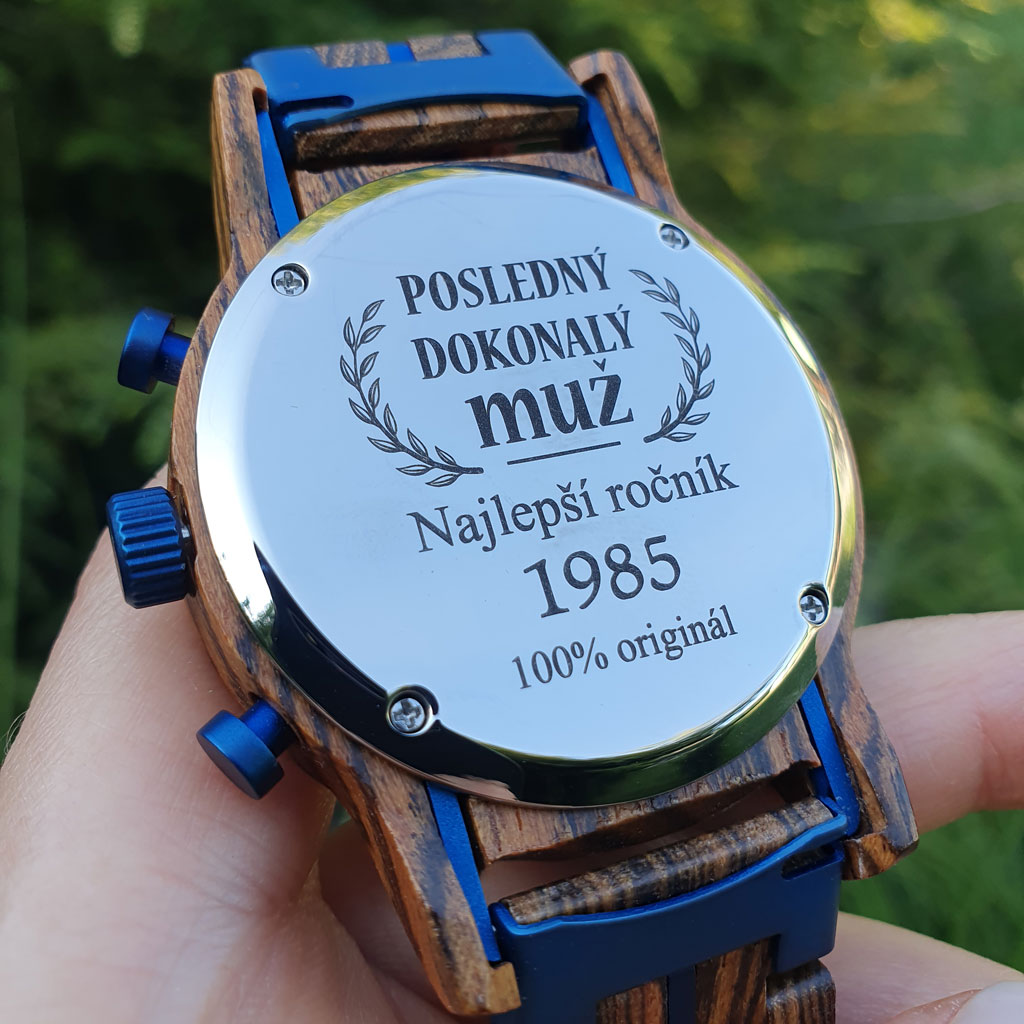 POSLEDNÝ
DOKONALÝ
muž
Najlepší ročník
1985
100% originál